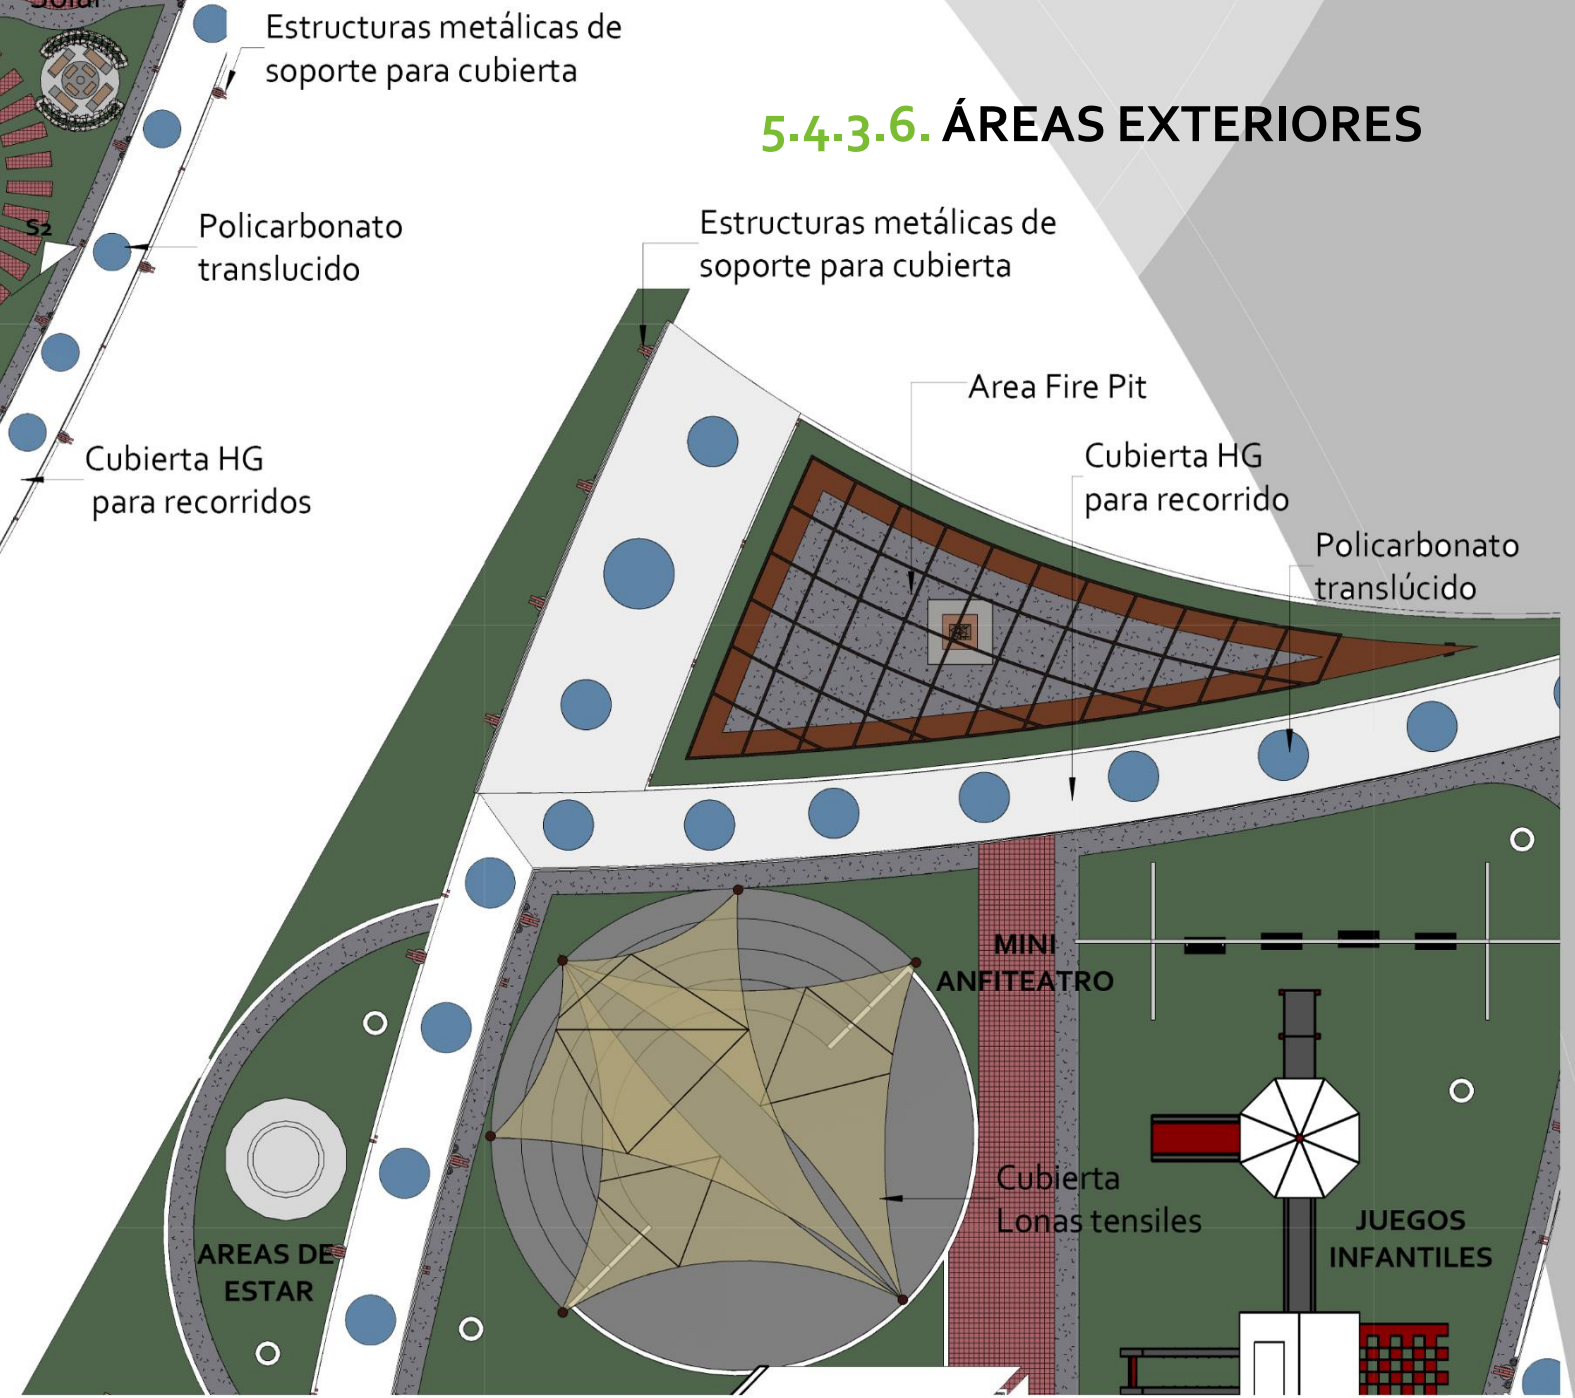 Solar
Estructuras metálicas de
soporte para cubierta
5.4.3.6. ÁREAS EXTERIORES
S2
Policarbonato
translucido
Estructuras metálicas de
soporte para cubierta
Area Fire Pit
Cubierta HG
para recorridos
Cubierta HG
para recorrido
Policarbonato
translúcido
MINI
ANFITEATRO
Cubierta
Lonas tensiles
JUEGOS
INFANTILES
AREAS DE
ESTAR